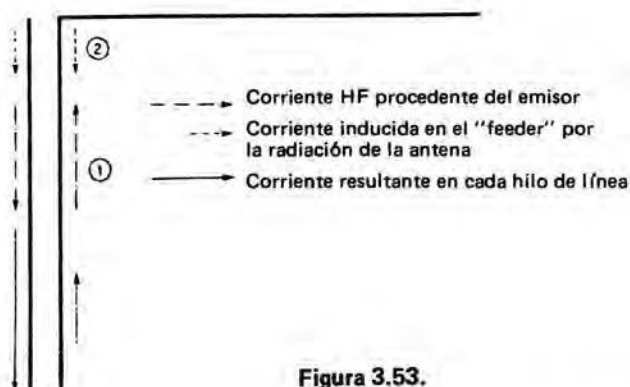 ②
Corriente HF procedente del emisor
Corriente inducida en el "feeder" por
la radiación de la antena
①
Corriente resultante en cada hilo de línea
Figura 3.53.